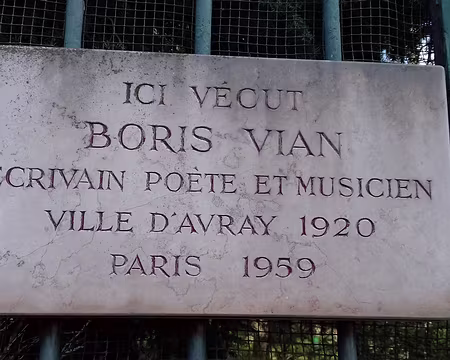 ICI VÉCUT
BORIS VIAN
ÉCRIVAIN POÈTE ET MUSICIEN
VILLE D'AVRAY 1920
PARIS 1959